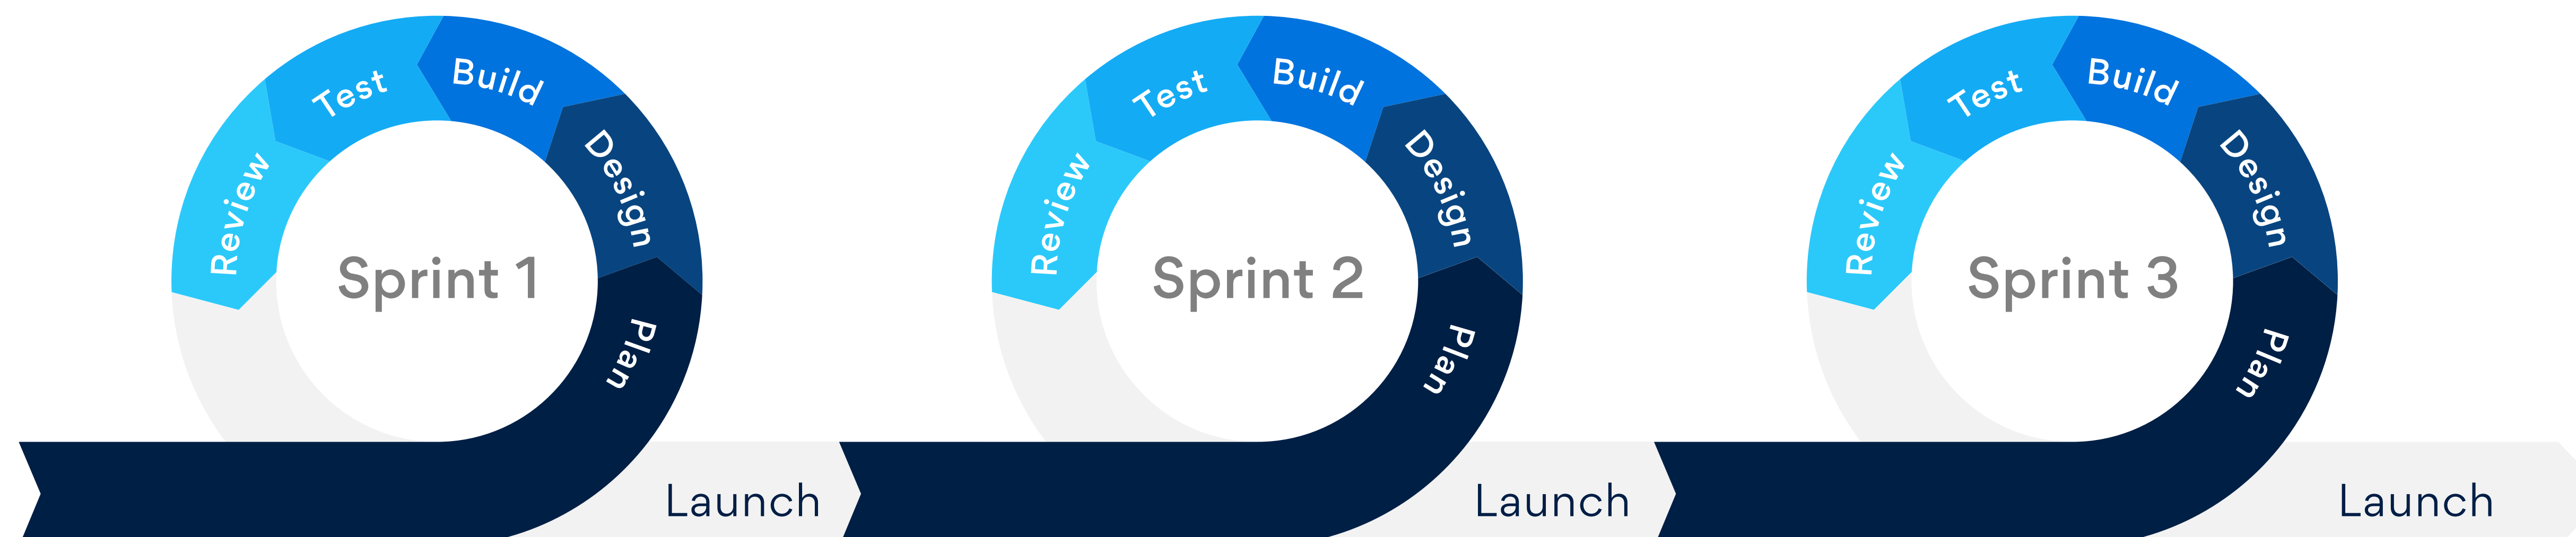 Test
Build
Design
Review
Sprint 1
Plan
Launch
Test
Build
Design
Review
Sprint 2
Plan
Launch
Test
Build
Design
Review
Sprint 3
Plan
Launch